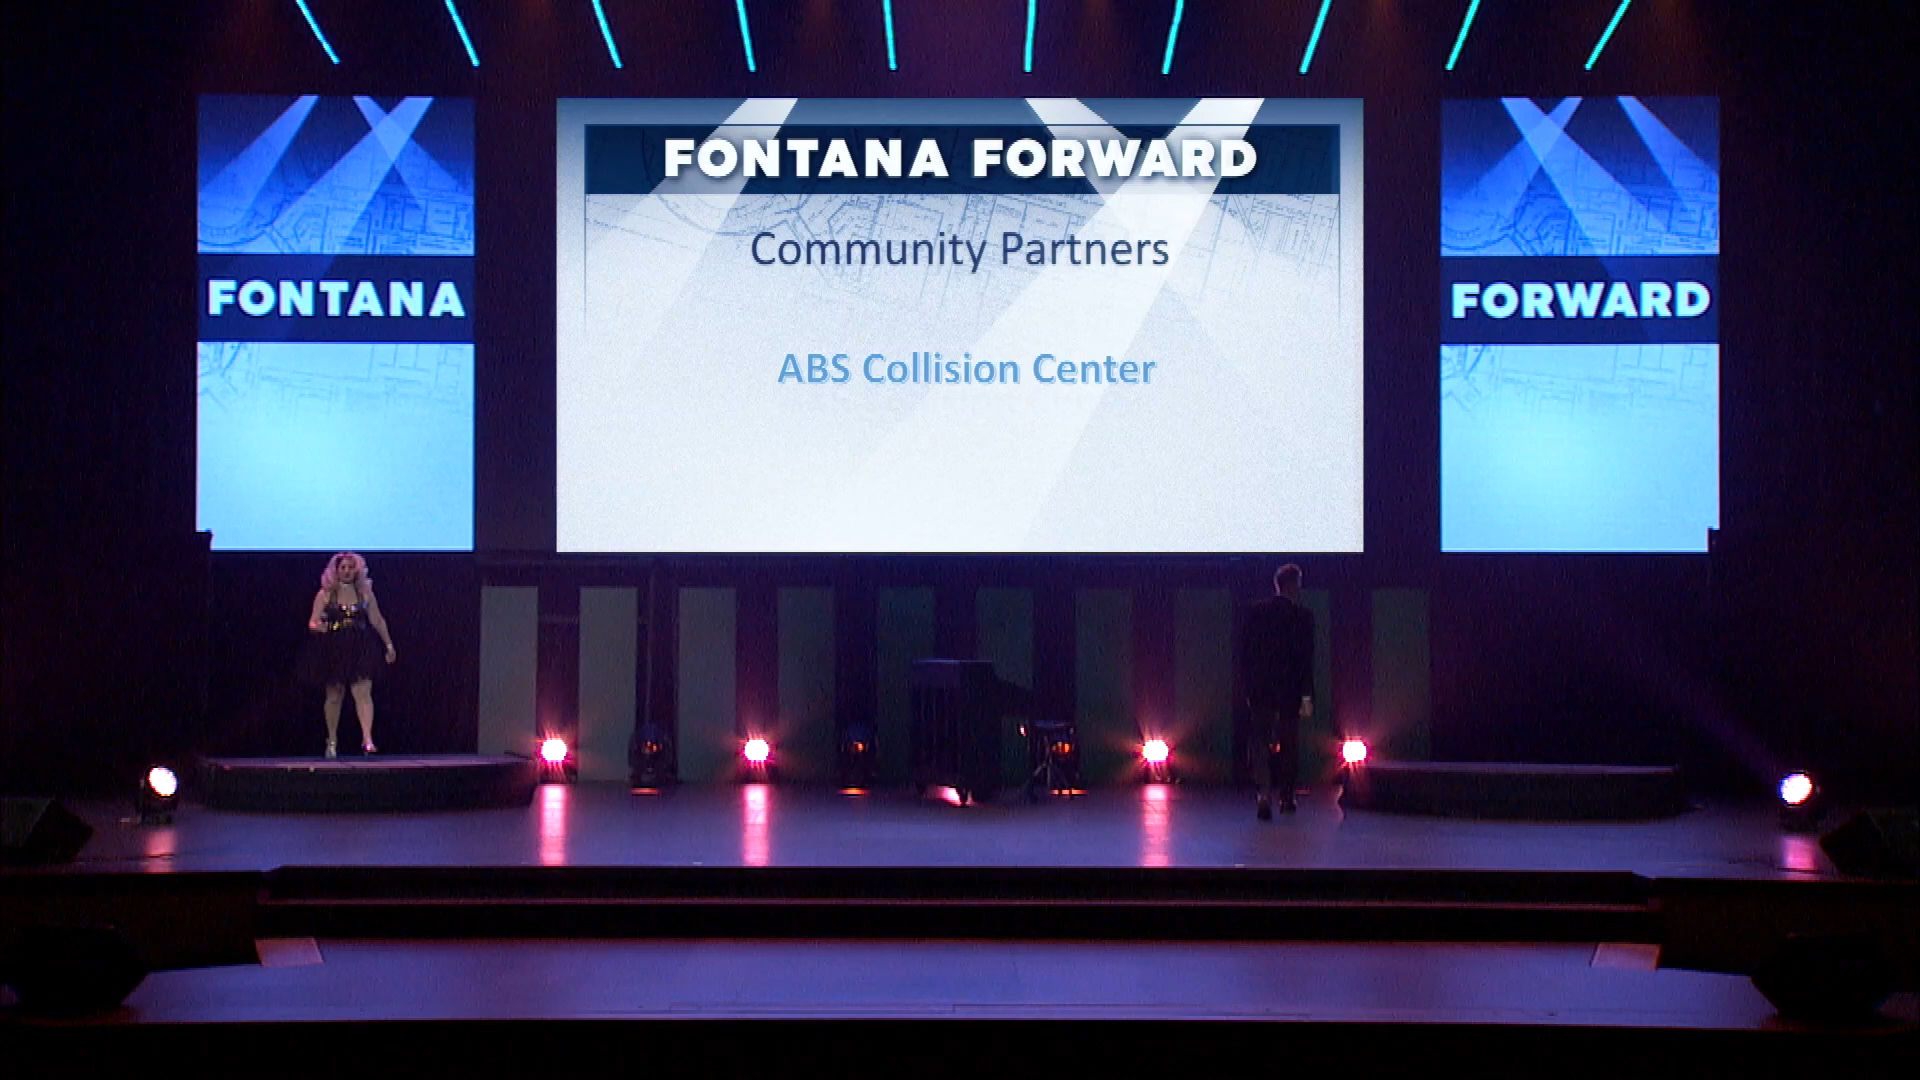 FONTANA FORWARD
Community Partners
ABS Collision Center
FONTANA
FORWARD